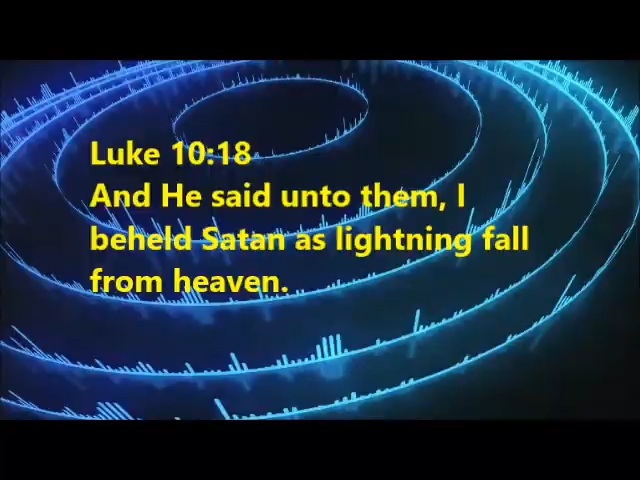 Luke 10:18
And He said unto them, I
beheld Satan as lightning fall
from heaven.